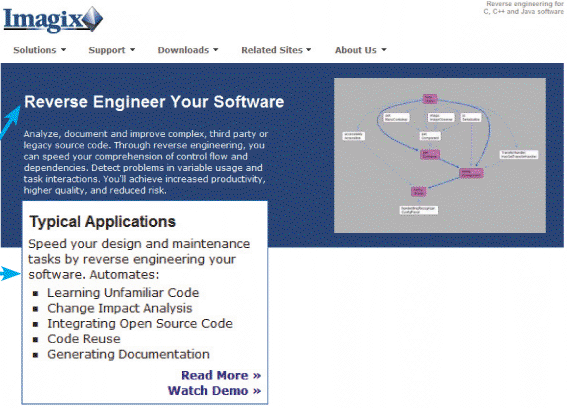 Imagix
Reverse engineering for
C, C++ and Java software
Solutions
Support
Downloads
Related Sites
About Us
Reverse Engineer Your Software
Analyze, document and improve complex, third party or
legacy source code. Through reverse engineering, you
can speed your comprehension of control flow and
dependencies. Detect problems in variable usage and
task interactions. You'll achieve increased productivity,
higher quality, and reduced risk.
Typical Applications
Speed your design and maintenance
tasks by reverse engineering your
software. Automates:
▪ Learning Unfamiliar Code
▪ Change Impact Analysis
▪ Integrating Open Source Code
▪ Code Reuse
▪ Generating Documentation
Read More »
Watch Demo »